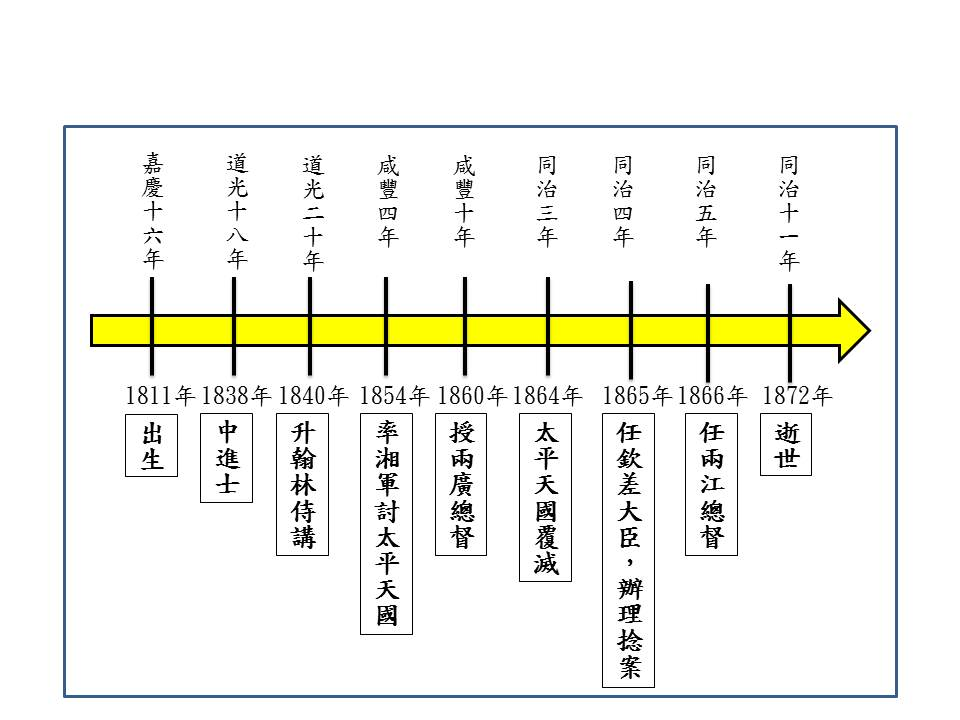 嘉慶十六年
道光十八年
道光二十年
咸豐四年
咸豐十年
同治三年
同治四年
同治五年
同治十一年
1811年
1838年
1840年
1854年
1860年
1864年
1865年
1866年
1872年
出生
中進士
升翰林侍講
率湘軍討太平天國
授兩廣總督
太平天國覆滅
任欽差大臣，辦理捻案
任兩江總督
逝世